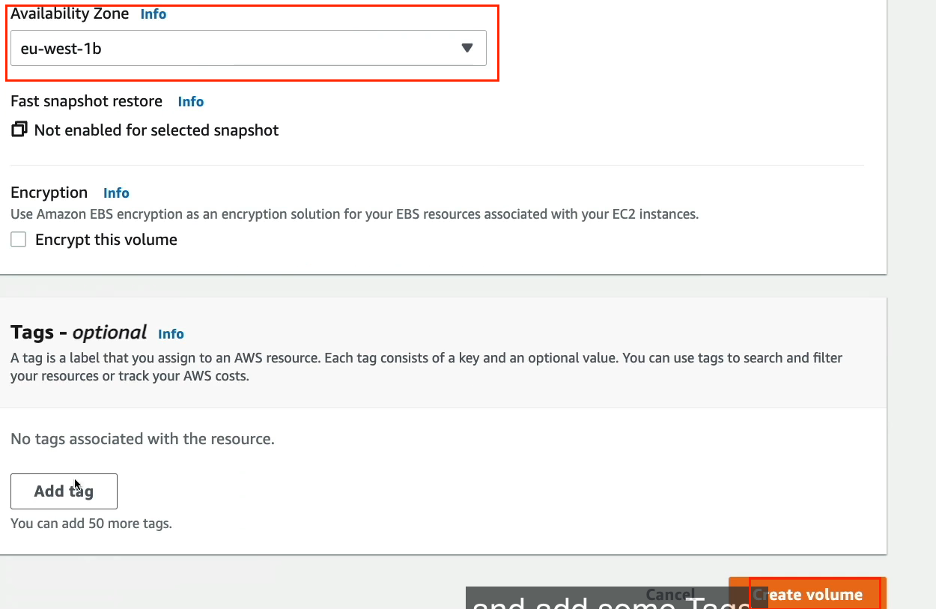 Availability Zone Info
eu-west-1b
Fast snapshot restore Info
Not enabled for selected snapshot
Encryption Info
Use Amazon EBS encryption as an encryption solution for your EBS resources associated with your EC2 instances.
Encrypt this volume
Tags - optional Info
A tag is a label that you assign to an AWS resource. Each tag consists of a key and an optional value. You can use tags to search and filter
your resources or track your AWS costs.
No tags associated with the resource.
Add tag
You can add 50 more tags.
Cancel Create volume
and add some Tags